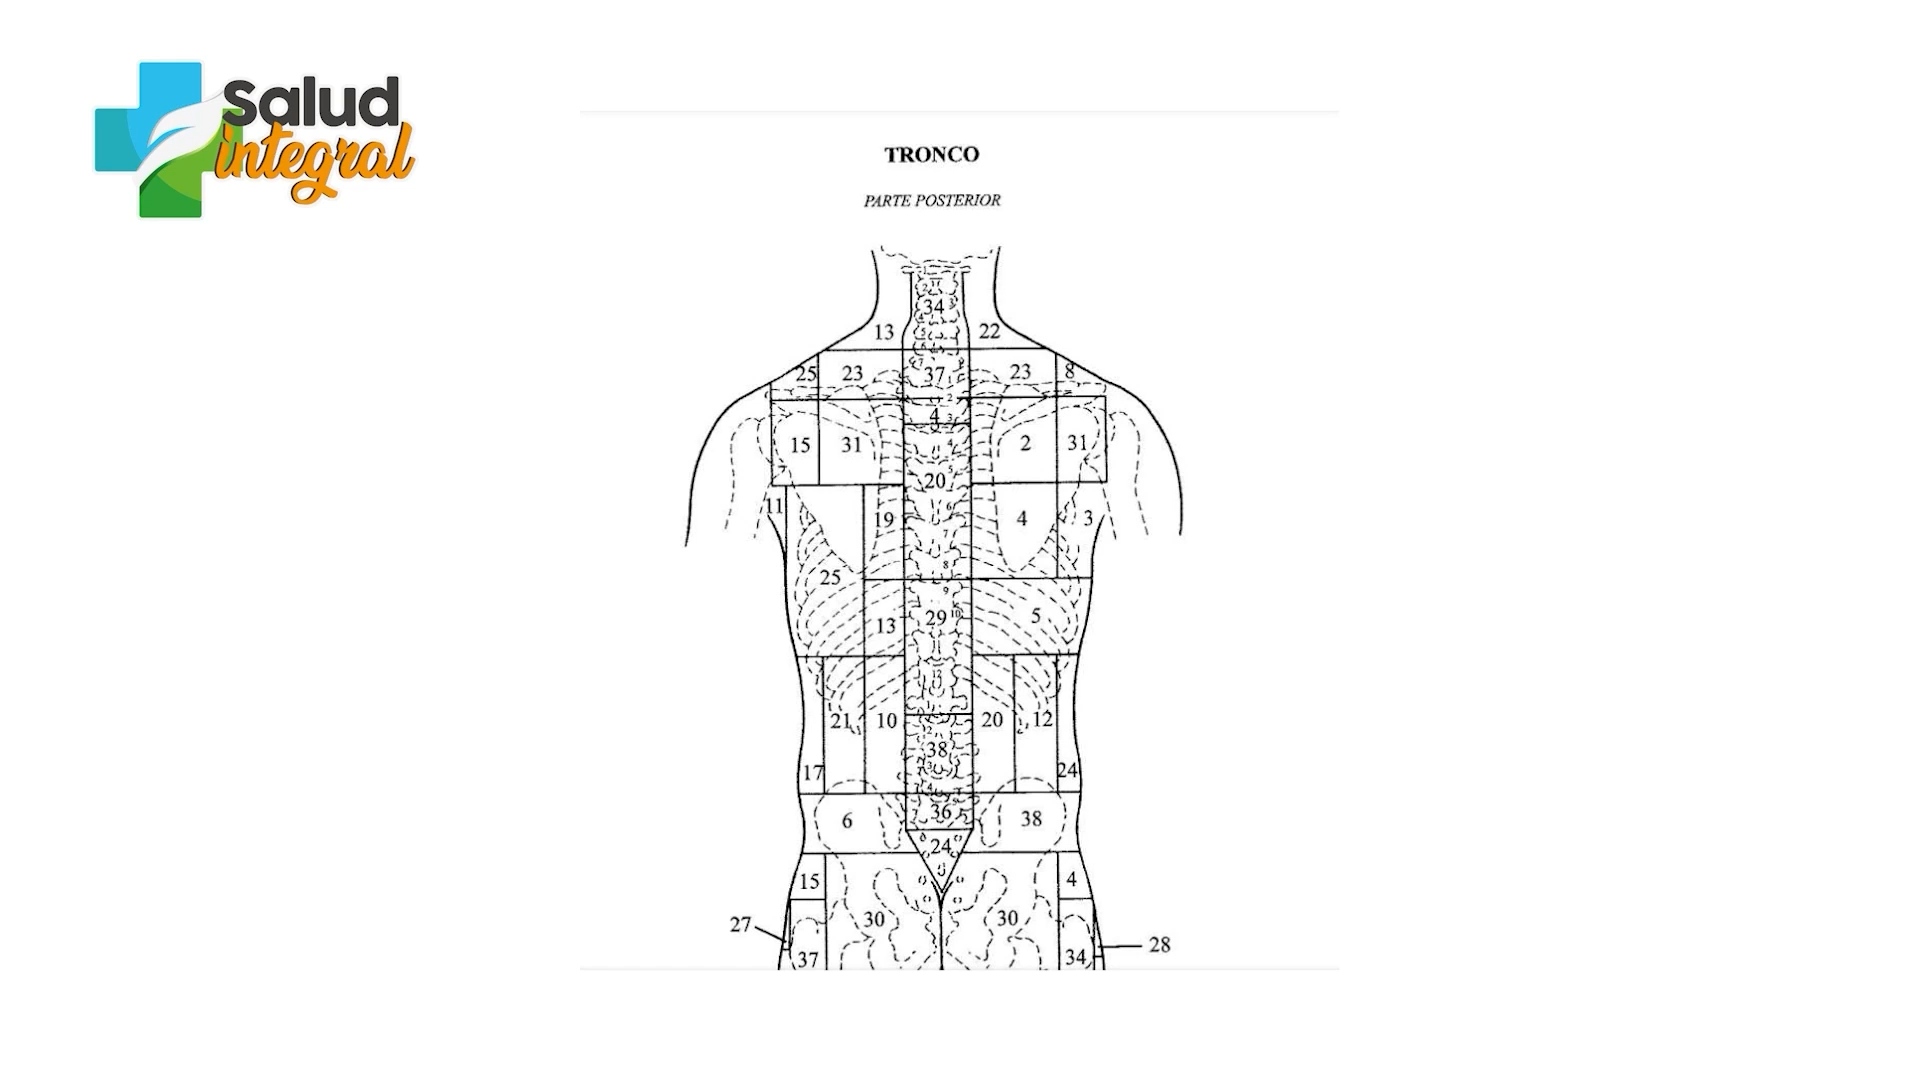 Salud
integral
TRONCO
PARTE POSTERIOR
34
13 22
25 23 37 23 8
4
15 31 2 31
20
11 19 4 3
25
13 29 5
21 10 20 12
38
17 24
6 36 38
24
15 4
30 30
27 28
37 34